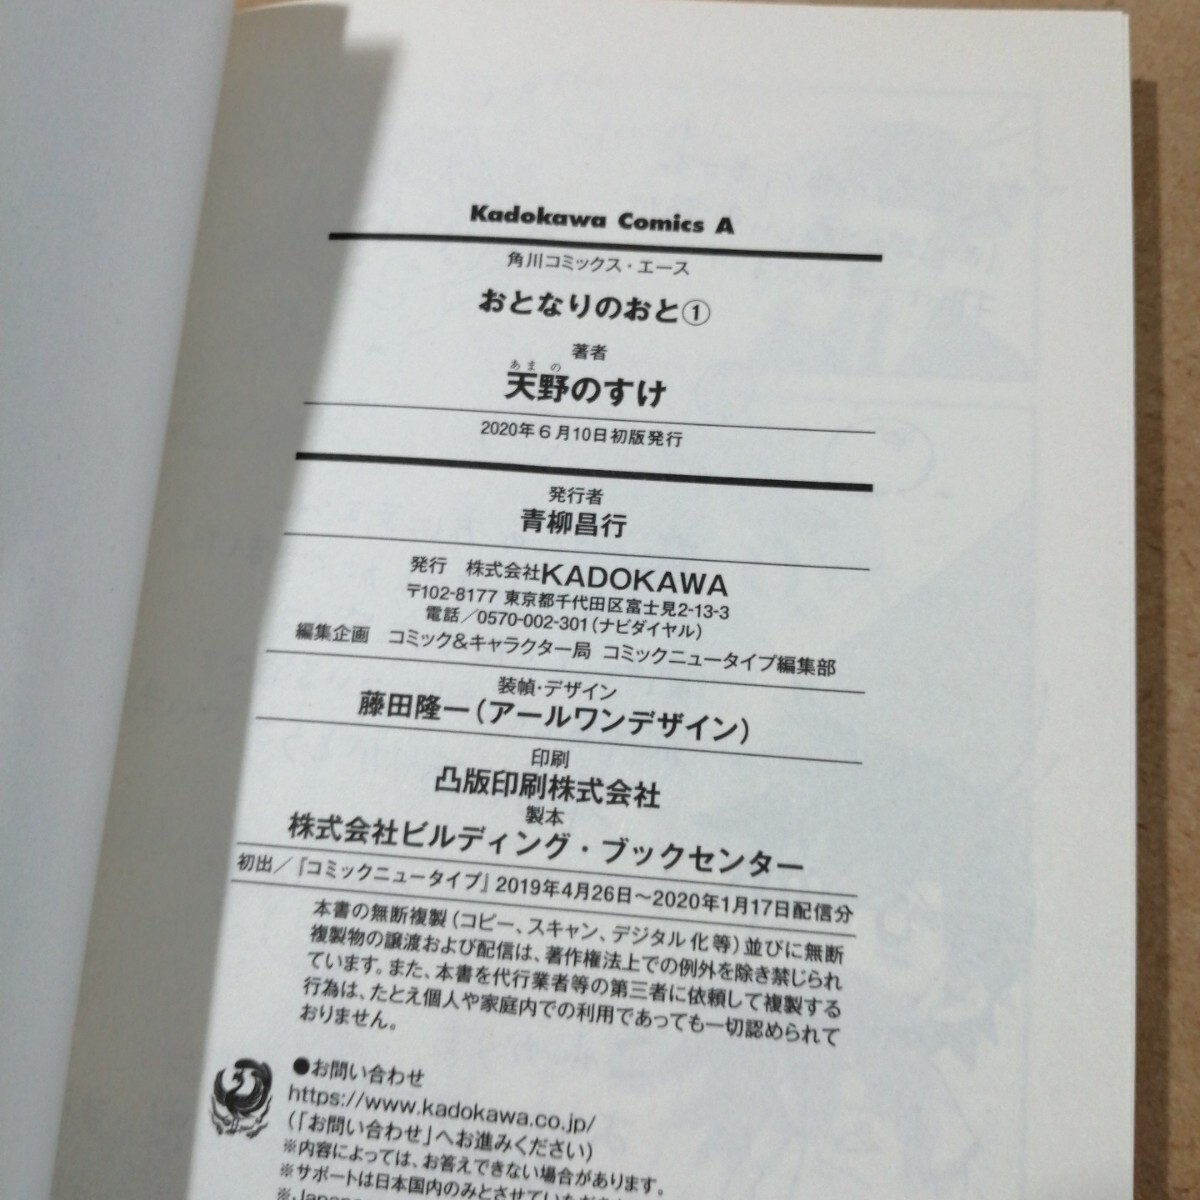 Kadokawa Comics A
角川コミックス・エース
おとなりのおと①
著者
あまの
天野のすけ
2020年6月10日初版発行
発行者
青柳昌行
発行 株式会社KADOKAWA
〒102-8177 東京都千代田区富士見2-13-3
電話/0570-002-301(ナビダイヤル)
編集企画 コミック&キャラクター局 コミックニュータイプ編集部
装幀・デザイン
藤田隆一(アールワンデザイン)
印刷
凸版印刷株式会社
製本
株式会社ビルディング・ブックセンター
初出/『コミックニュータイプ』2019年4月26日〜2020年1月17日配信分
本書の無断複製(コピー、スキャン、デジタル化等)並びに無断
複製物の譲渡および配信は、著作権法上での例外を除き禁じられ
ています。また、本書を代行業者等の第三者に依頼して複製する
行為は、たとえ個人や家庭内での利用であっても一切認められて
おりません。
●お問い合わせ
https://www.kadokawa.co.jp/
(「お問い合わせ」へお進みください)
※内容によっては、お答えできない場合があります。
※サポートは日本国内のみとさせていただき
※Japanese